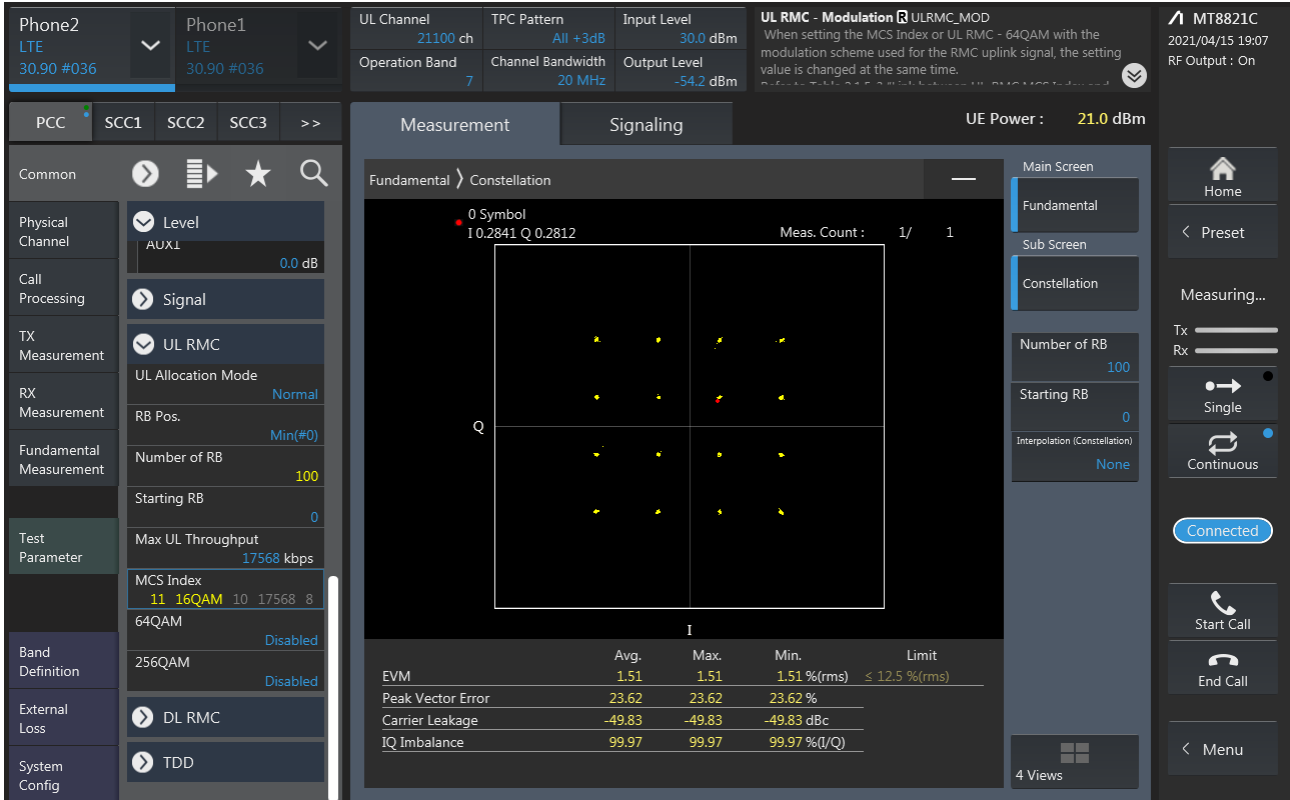 Phone2
LTE
30.90 #036
Phone1
LTE
30.90 #036
UL Channel
21100 ch
TPC Pattern
All +3dB
Input Level
30.0 dBm
Operation Band
7
Channel Bandwidth
20 MHz
Output Level
-54.2 dBm
UL RMC - Modulation R ULRMC_MOD
When setting the MCS Index or UL RMC - 64QAM with the
modulation scheme used for the RMC uplink signal, the setting
value is changed at the same time.
MT8821C
2021/04/15 19:07
RF Output : On
PCC
SCC1
SCC2
SCC3
>>
Measurement
Signaling
UE Power : 21.0 dBm
Common
Physical
Channel
Call
Processing
TX
Measurement
RX
Measurement
Fundamental
Measurement
Test
Parameter
Band
Definition
External
Loss
System
Config
Level
AUX1
0.0 dB
Signal
UL RMC
UL Allocation Mode
Normal
RB Pos.
Min(#0)
Number of RB
100
Starting RB
0
Max UL Throughput
17568 kbps
MCS Index
11 16QAM 10 17568 8
64QAM
Disabled
256QAM
Disabled
DL RMC
TDD
Fundamental > Constellation
0 Symbol
I 0.2841 Q 0.2812
Meas. Count : 1/ 1
Q
I
Avg. Max. Min. Limit
EVM 1.51 1.51 1.51 %(rms) ≤ 12.5 %(rms)
Peak Vector Error 23.62 23.62 23.62 %
Carrier Leakage -49.83 -49.83 -49.83 dBc
IQ Imbalance 99.97 99.97 99.97 %(I/Q)
Main Screen
Fundamental
Sub Screen
Constellation
Number of RB
100
Starting RB
0
Interpolation (Constellation)
None
4 Views
Home
< Preset
Measuring...
Tx
Rx
Single
Continuous
Connected
Start Call
End Call
< Menu